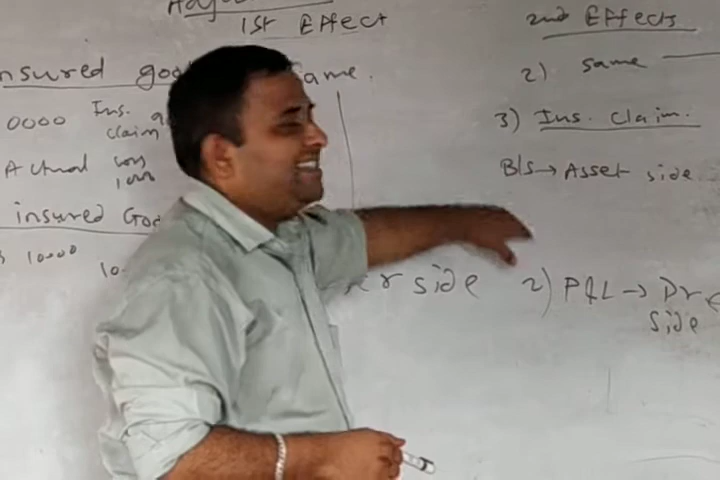 1st Effect
2nd Effects
nsured goo
ame.
2) same
0000 Ins.
claim
3) Ins. Claim.
Actual
1000
B/S→ Asset side
insured Goo
10000
10
r side
2) P&L → Dr
side